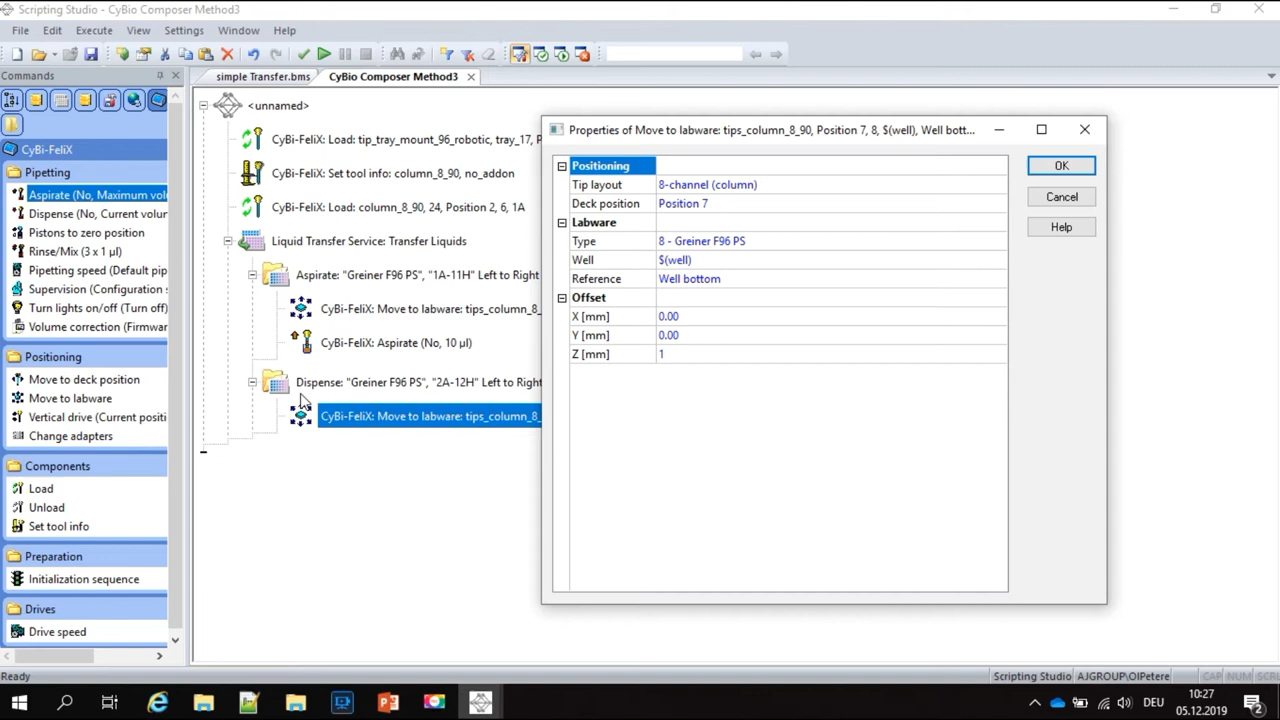 Scripting Studio - CyBio Composer Method3
File Edit Execute View Settings Window Help
Commands
simple Transfer.bms
CyBio Composer Method3
CyBi-FeliX
Pipetting
Aspirate (No, Maximum volu
Dispense (No, Current volun
Pistons to zero position
Rinse/Mix (3 x 1 µl)
Pipetting speed (Default pip
Supervision (Configuration s
Turn lights on/off (Turn off)
Volume correction (Firmwar
Positioning
Move to deck position
Move to labware
Vertical drive (Current positi
Change adapters
Components
Load
Unload
Set tool info
Preparation
Initialization sequence
Drives
Drive speed
<unnamed>
CyBi-FeliX: Load: tip_tray_mount_96_robotic, tray_17, P
CyBi-FeliX: Set tool info: column_8_90, no_addon
CyBi-FeliX: Load: column_8_90, 24, Position 2, 6, 1A
Liquid Transfer Service: Transfer Liquids
Aspirate: "Greiner F96 PS", "1A-11H" Left to Right
CyBi-FeliX: Move to labware: tips_column_8_
CyBi-FeliX: Aspirate (No, 10 µl)
Dispense: "Greiner F96 PS", "2A-12H" Left to Right
CyBi-FeliX: Move to labware: tips_column_8_
Properties of Move to labware: tips_column_8_90, Position 7, 8, $(well), Well bott...
Positioning
Tip layout 8-channel (column)
Deck position Position 7
Labware
Type 8 - Greiner F96 PS
Well $(well)
Reference Well bottom
Offset
X [mm] 0.00
Y [mm] 0.00
Z [mm] 1
OK
Cancel
Help
Ready
Scripting Studio AJGROUP\OIPetere CAP NUM SCRL
DEU
10:27
05.12.2019
2